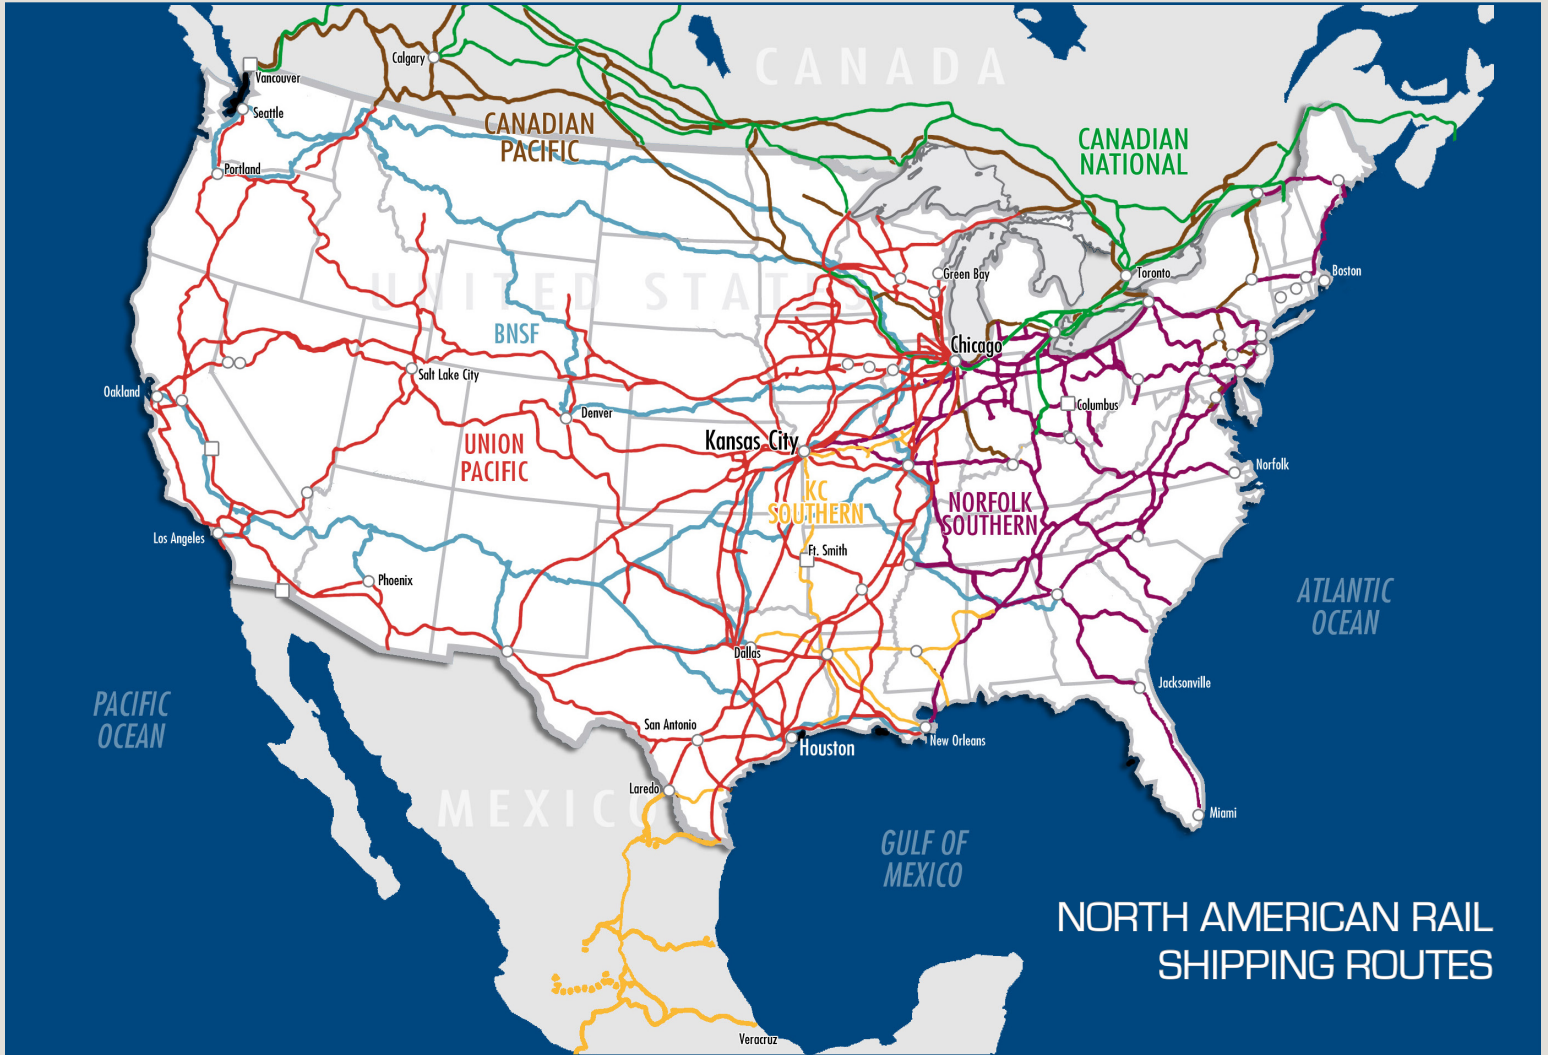 CANADA
Calgary
Vancouver
Seattle
CANADIAN
PACIFIC
CANADIAN
NATIONAL
Portland
Toronto
Boston
Green Bay
UNITED STATES
BNSF
Chicago
Salt Lake City
Oakland
Denver
Columbus
Kansas City
UNION
PACIFIC
Norfolk
KC
SOUTHERN
NORFOLK
SOUTHERN
Los Angeles
Ft. Smith
Phoenix
ATLANTIC
OCEAN
Dallas
Jacksonville
PACIFIC
OCEAN
San Antonio
New Orleans
Houston
Laredo
MEXICO
Miami
GULF OF
MEXICO
NORTH AMERICAN RAIL
SHIPPING ROUTES
Veracruz